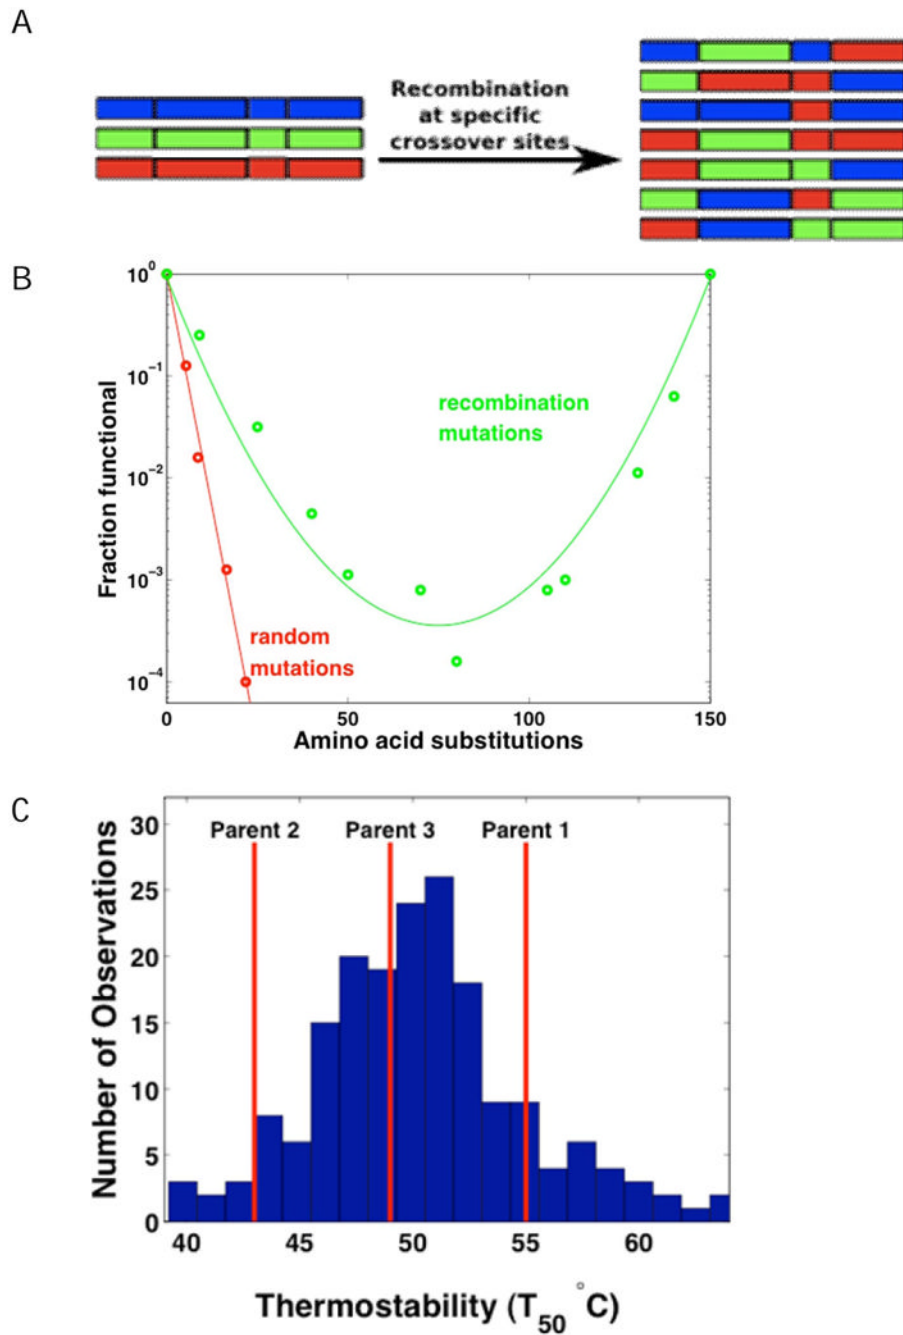 A
Recombination
at specific
crossover sites
B
Fraction functional
10^0
10^-1
10^-2
10^-3
10^-4
recombination
mutations
random
mutations
0 50 100 150
Amino acid substitutions
C
Number of Observations
30
25
20
15
10
5
0
Parent 2 Parent 3 Parent 1
40 45 50 55 60
Thermostability (T_50 °C)